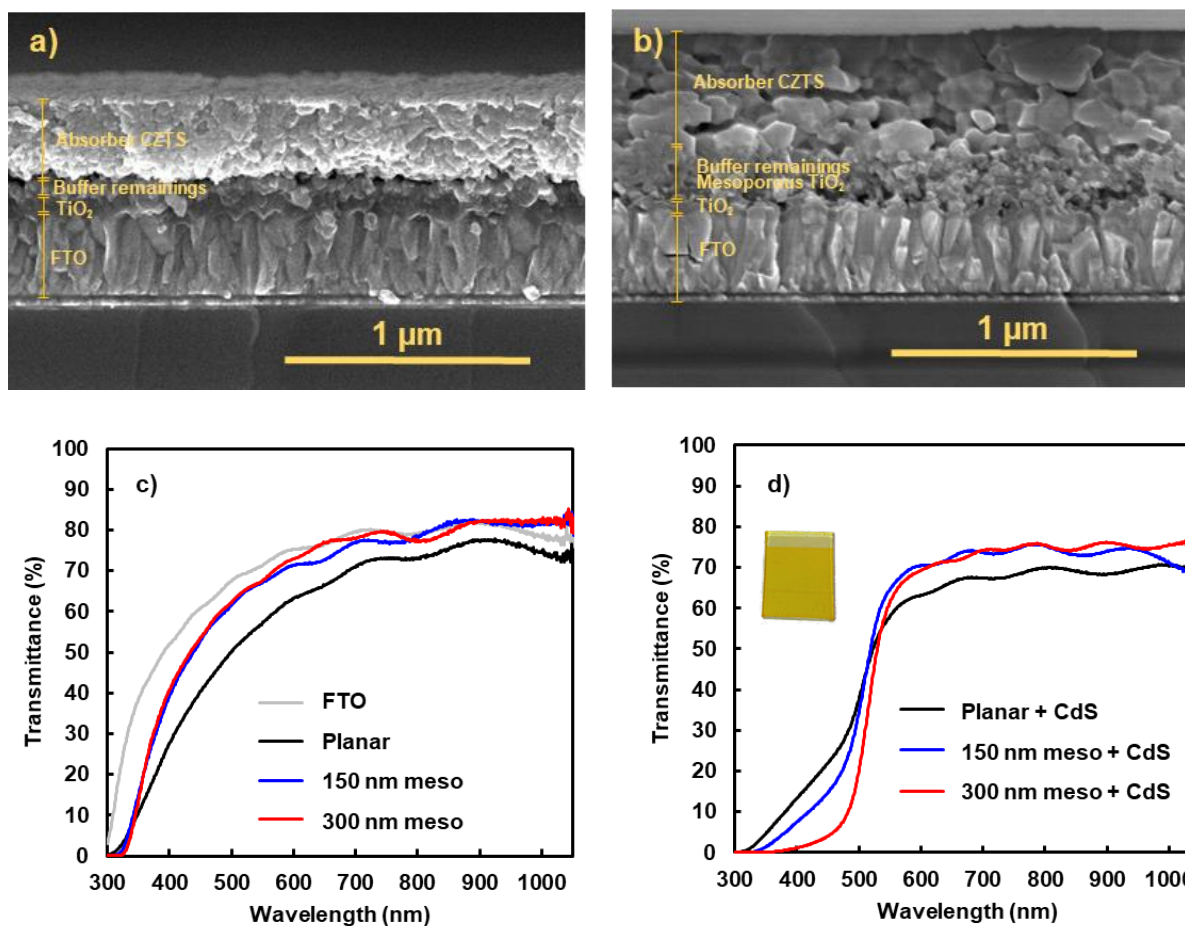 a)
Absorber CZTS
Buffer remainings
TiO₂
FTO
1 µm
b)
Absorber CZTS
Buffer remainings
Mesoporous TiO₂
TiO₂
FTO
1 µm
c)
Transmittance (%)
100
90
80
70
60
50
40
30
20
10
0
FTO
Planar
150 nm meso
300 nm meso
300 400 500 600 700 800 900 1000
Wavelength (nm)
d)
Transmittance (%)
100
90
80
70
60
50
40
30
20
10
0
Planar + CdS
150 nm meso + CdS
300 nm meso + CdS
300 400 500 600 700 800 900 1000
Wavelength (nm)